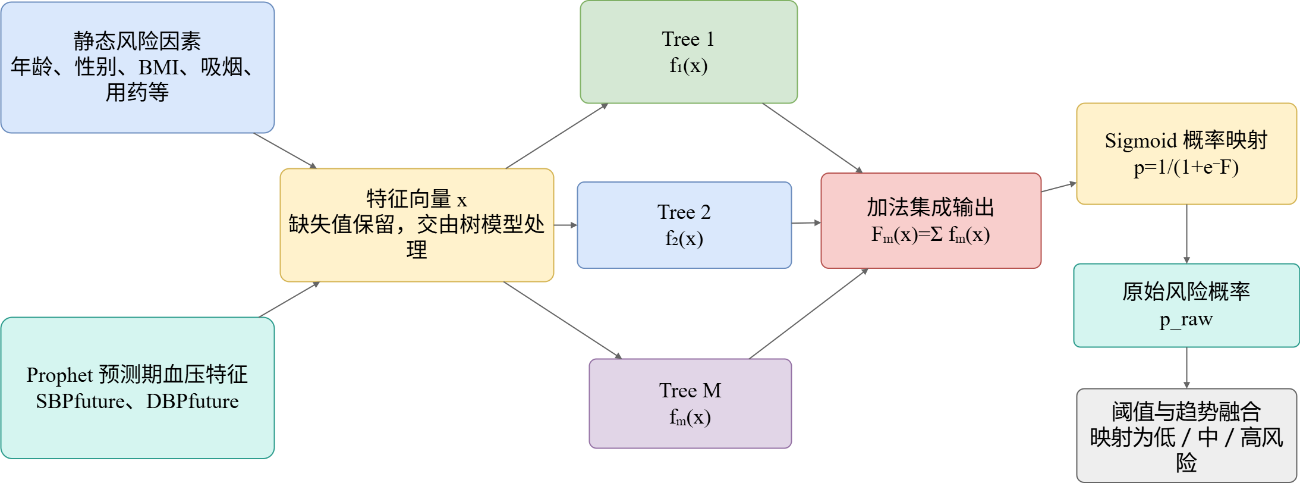 静态风险因素
年龄、性别、BMI、吸烟、
用药等
Prophet 预测期血压特征
SBPfuture、DBPfuture
特征向量 x
缺失值保留，交由树模型处
理
Tree 1
f₁(x)
Tree 2
f₂(x)
Tree M
fₘ(x)
加法集成输出
Fₘ(x)=Σ fₘ(x)
Sigmoid 概率映射
p=1/(1+e⁻F)
原始风险概率
p_raw
阈值与趋势融合
映射为低 / 中 / 高风
险